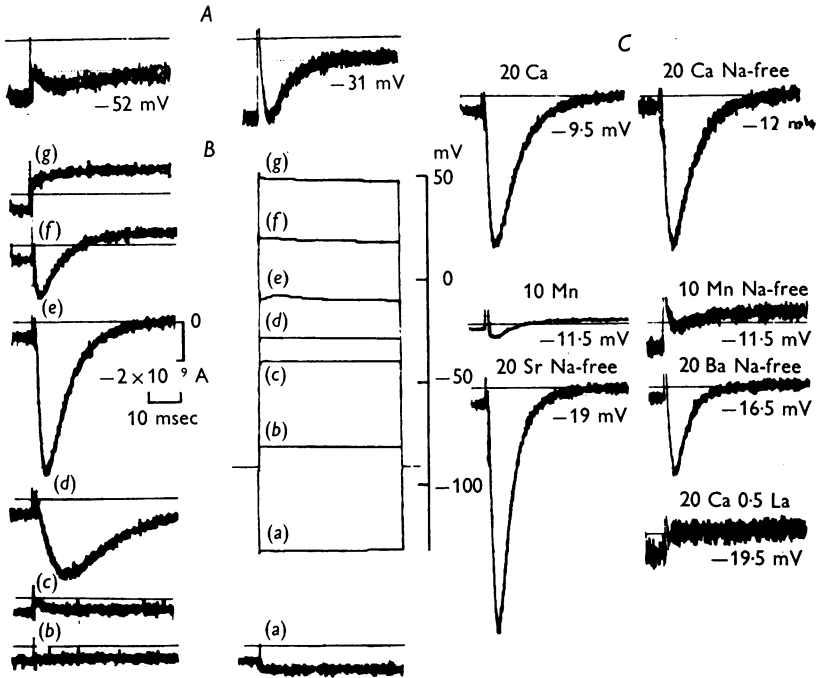 A
−52 mV
−31 mV
B
(g)
(f)
(e)
0
−2×10⁻⁹ A
10 msec
(d)
(c)
(b)
mV
50
0
−50
−100
(g)
(f)
(e)
(d)
(c)
(b)
(a)
(a)
C
20 Ca
−9·5 mV
20 Ca Na-free
−12
10 Mn
−11·5 mV
10 Mn Na-free
−11·5 mV
20 Sr Na-free
−19 mV
20 Ba Na-free
−16·5 mV
20 Ca 0·5 La
−19·5 mV